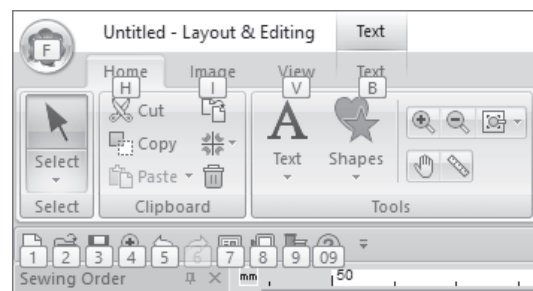 Untitled - Layout & Editing Text
F
Home Image View Text
H I V B
Cut
Select Copy Text Shapes
Paste
Select Clipboard Tools
1 2 3 4 5 6 7 8 9 09
Sewing Order mm 50